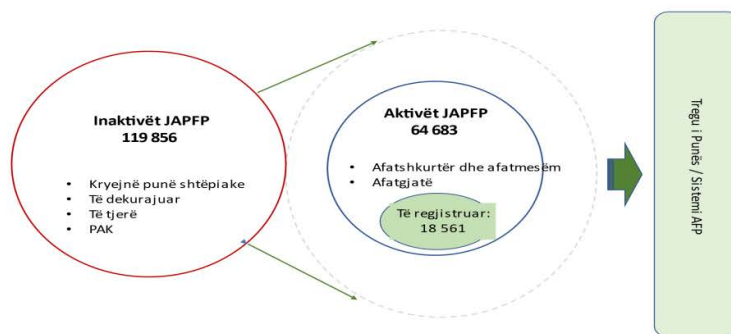 Inaktivët JAPFP
119 856
• Kryejnë punë shtëpiake
• Të dekurajuar
• Të tjerë
• PAK
Aktivët JAPFP
64 683
• Afatshkurtër dhe afatmesëm
• Afatgjatë
Të regjistruar:
18 561
Tregu i Punës / Sistemi AFP